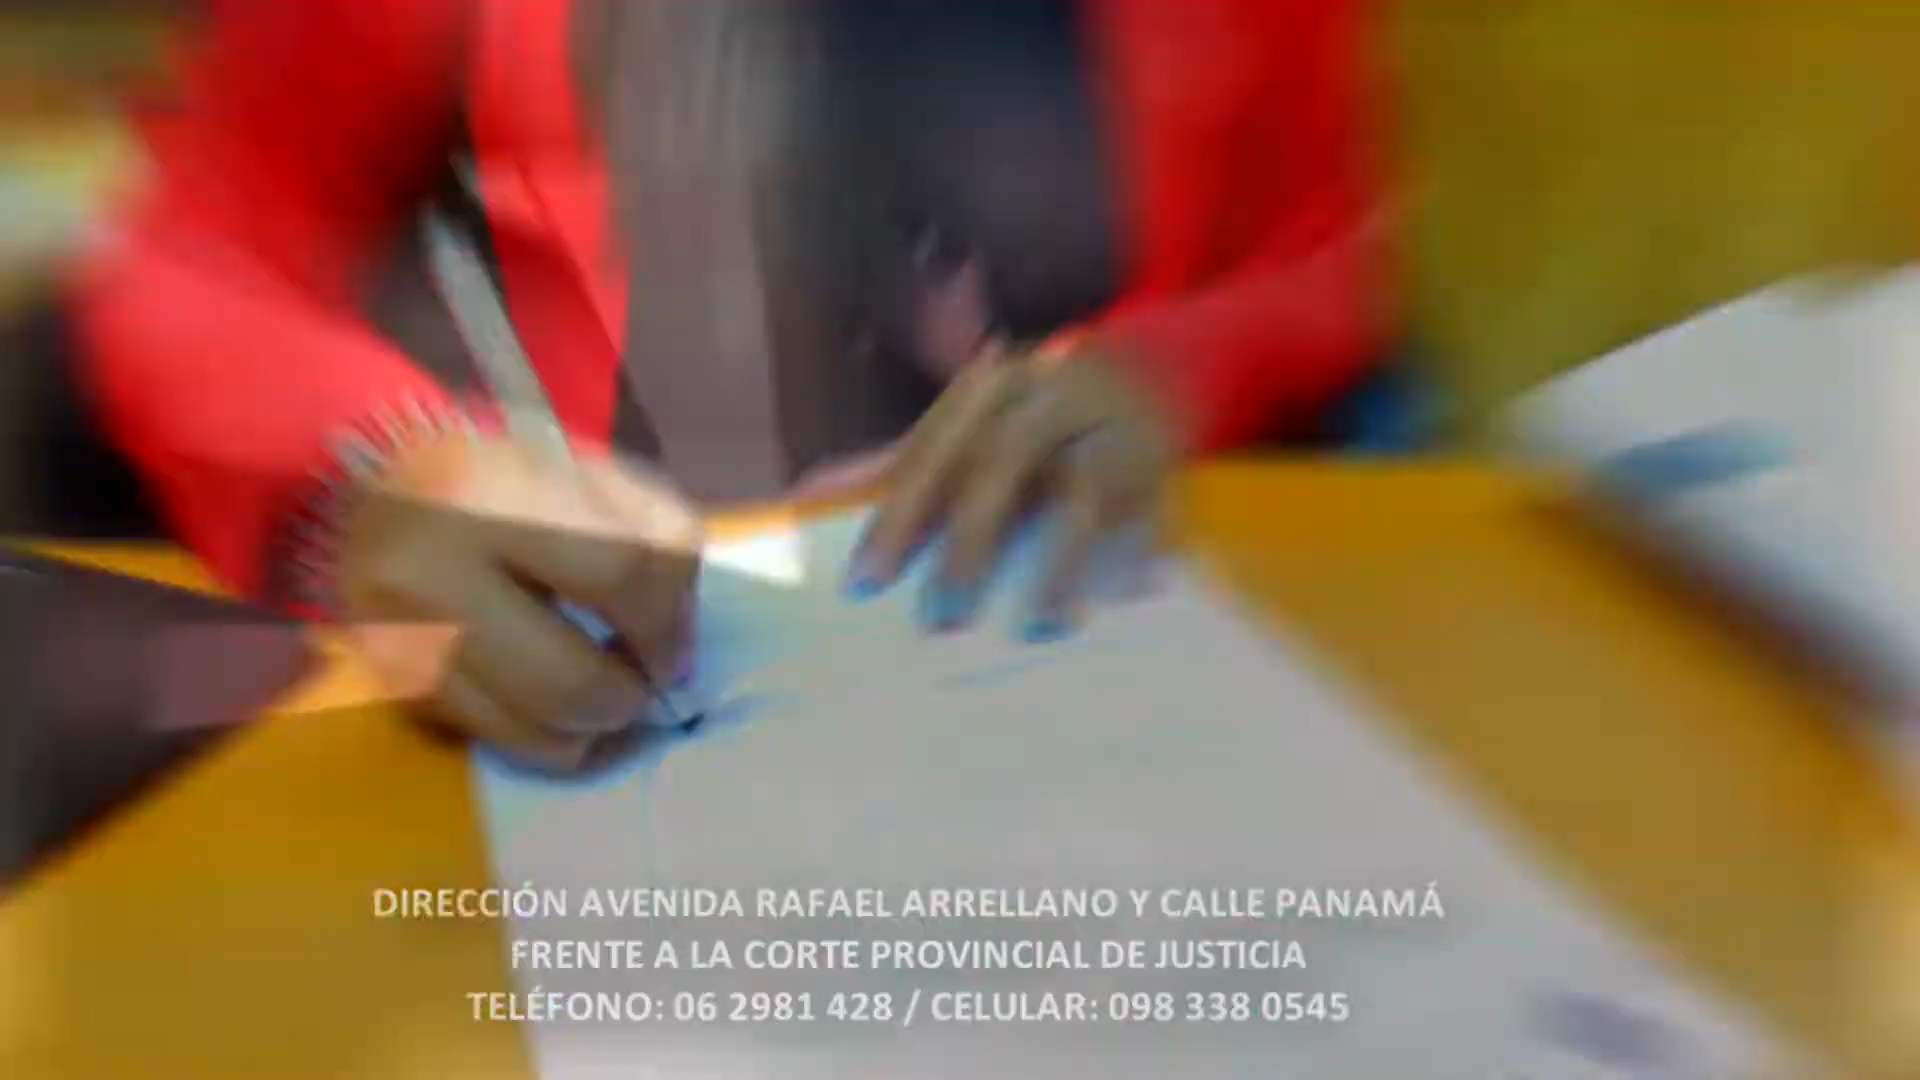 DIRECCIÓN AVENIDA RAFAEL ARRELLANO Y CALLE PANAMÁ
FRENTE A LA CORTE PROVINCIAL DE JUSTICIA
TELÉFONO: 06 2981 428 / CELULAR: 098 338 0545